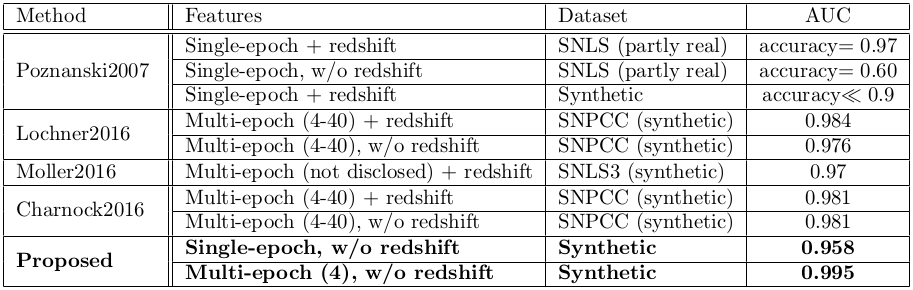 Method Features Dataset AUC
Poznanski2007 Single-epoch + redshift SNLS (partly real) accuracy= 0.97
Single-epoch, w/o redshift SNLS (partly real) accuracy= 0.60
Single-epoch + redshift Synthetic accuracy≪ 0.9
Lochner2016 Multi-epoch (4-40) + redshift SNPCC (synthetic) 0.984
Multi-epoch (4-40), w/o redshift SNPCC (synthetic) 0.976
Moller2016 Multi-epoch (not disclosed) + redshift SNLS3 (synthetic) 0.97
Charnock2016 Multi-epoch (4-40) + redshift SNPCC (synthetic) 0.981
Multi-epoch (4-40), w/o redshift SNPCC (synthetic) 0.981
Proposed Single-epoch, w/o redshift Synthetic 0.958
Multi-epoch (4), w/o redshift Synthetic 0.995